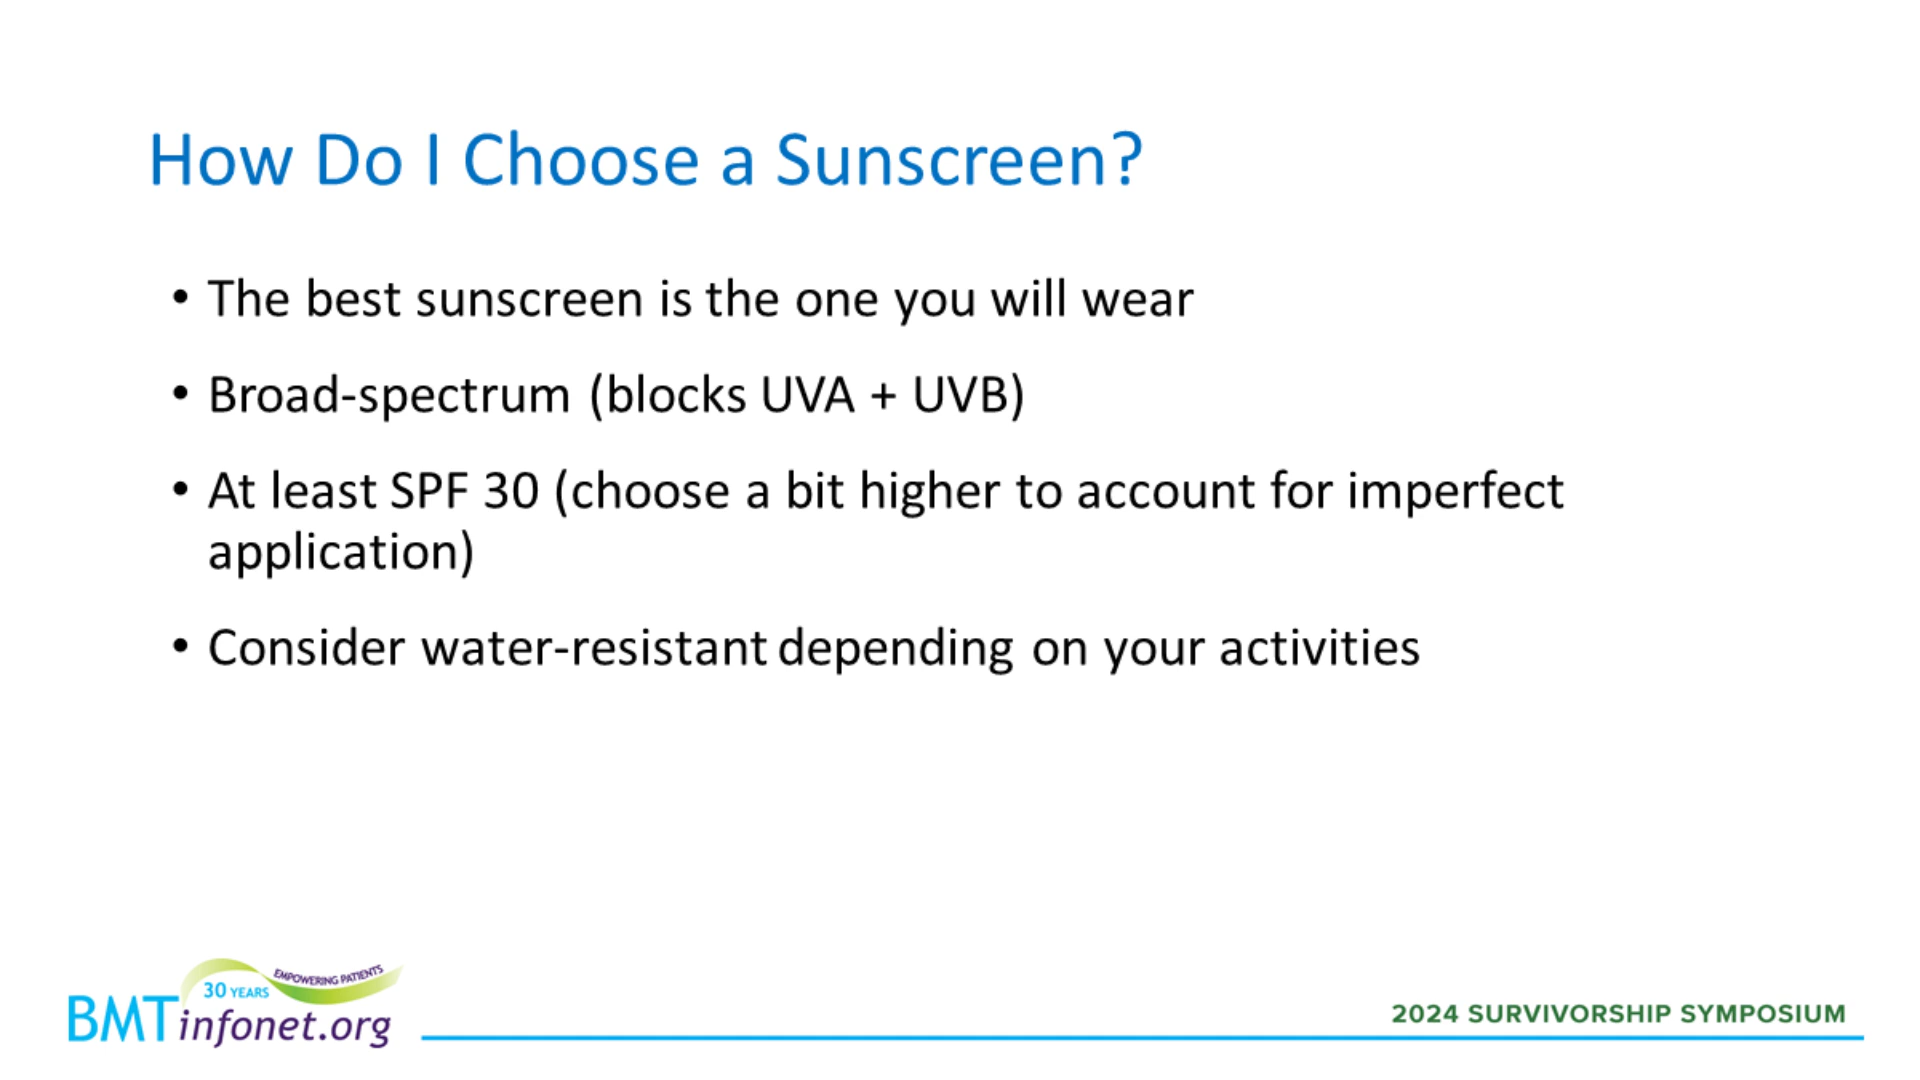 How Do I Choose a Sunscreen?
• The best sunscreen is the one you will wear
• Broad-spectrum (blocks UVA + UVB)
• At least SPF 30 (choose a bit higher to account for imperfect
application)
• Consider water-resistant depending on your activities
EMPOWERING PATIENTS
30 YEARS
BMTinfonet.org
2024 SURVIVORSHIP SYMPOSIUM